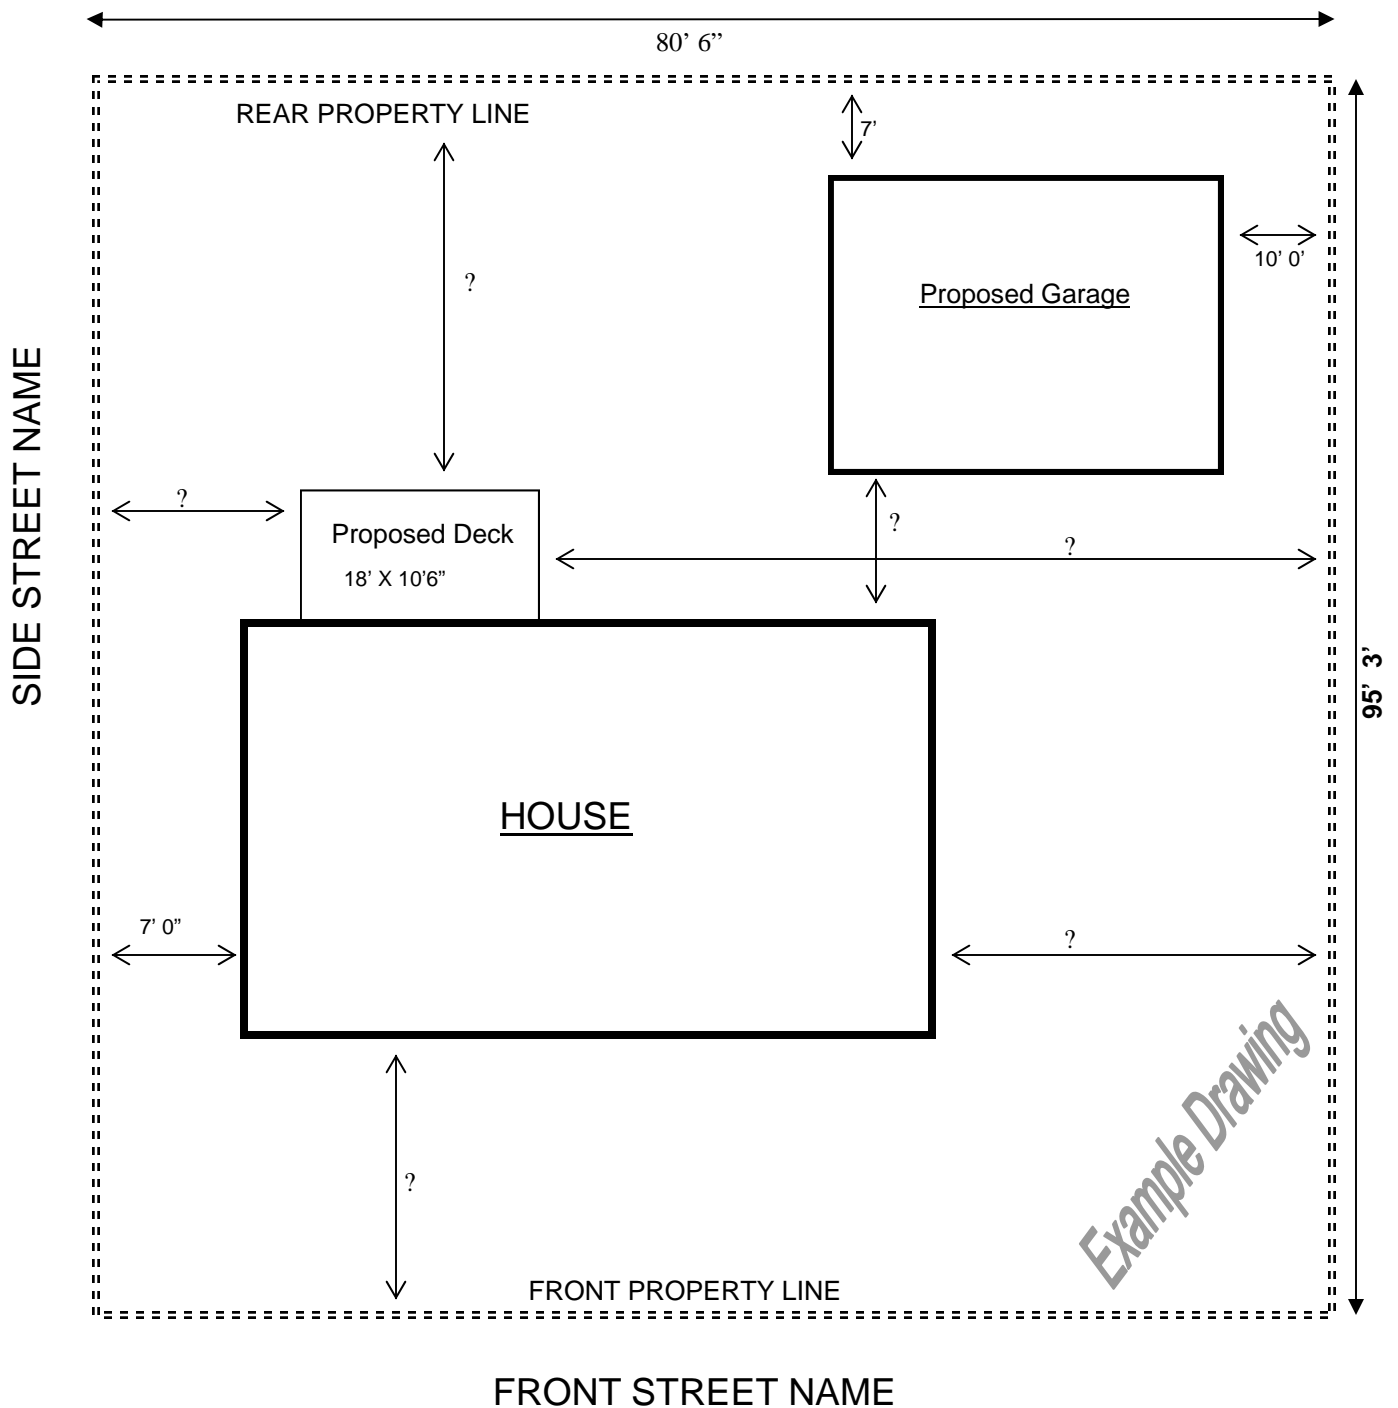 80’ 6”
REAR PROPERTY LINE
7’
10’ 0’
Proposed Garage
?
SIDE STREET NAME
?
Proposed Deck
18’ X 10’6”
?
?
95’ 3’
HOUSE
7’ 0”
?
?
Example Drawing
FRONT PROPERTY LINE
FRONT STREET NAME